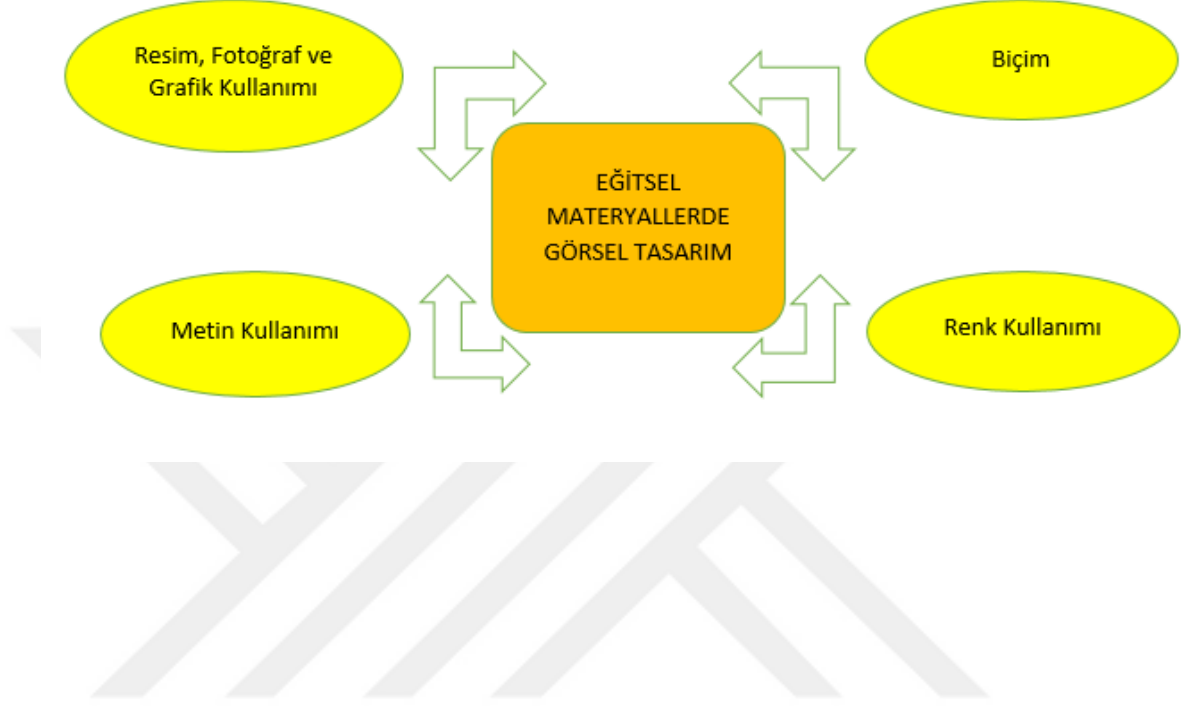 Resim, Fotoğraf ve
Grafik Kullanımı
Biçim
EĞİTSEL
MATERYALLERDE
GÖRSEL TASARIM
Metin Kullanımı
Renk Kullanımı